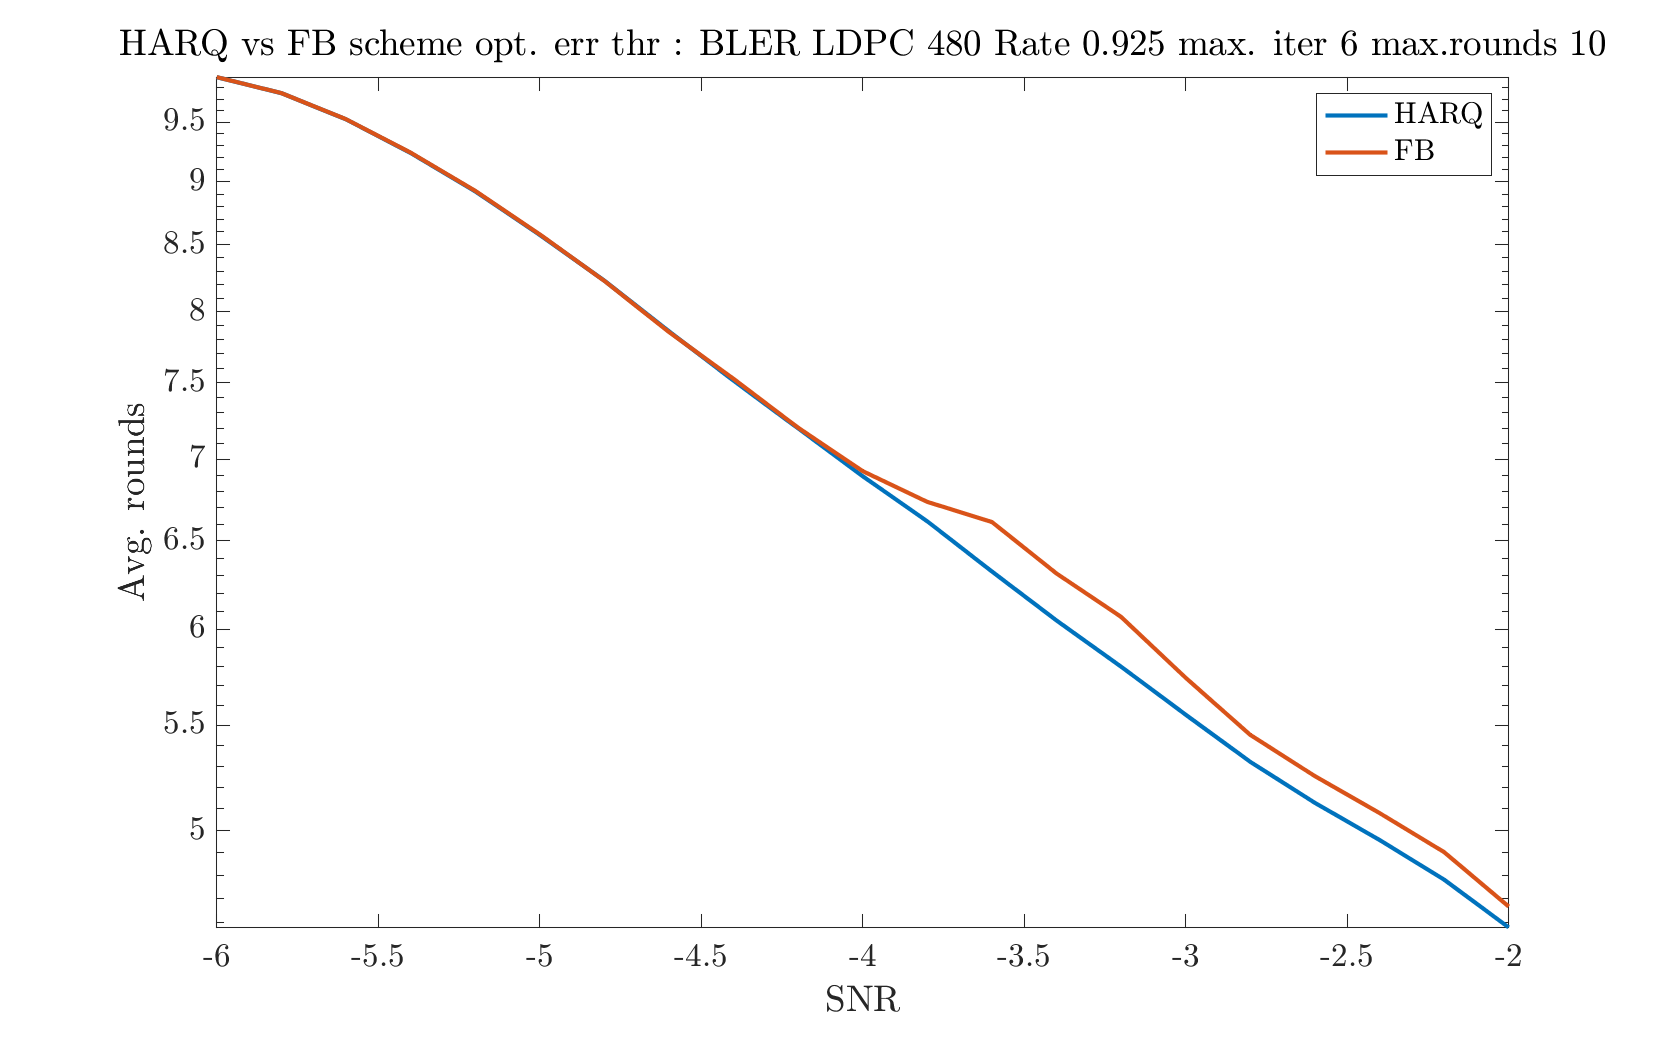 HARQ vs FB scheme opt. err thr : BLER LDPC 480 Rate 0.925 max. iter 6 max.rounds 10
HARQ
FB
9.5
9
8.5
8
7.5
7
6.5
6
5.5
5
Avg. rounds
-6 -5.5 -5 -4.5 -4 -3.5 -3 -2.5 -2
SNR